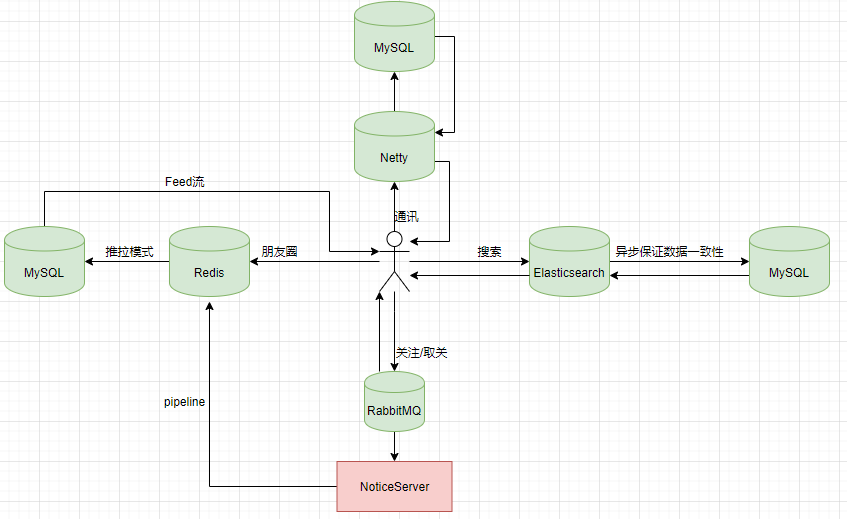 MySQL
Netty
Feed流
通讯
MySQL
推拉模式
Redis
朋友圈
搜索
Elasticsearch
异步保证数据一致性
MySQL
关注/取关
pipeline
RabbitMQ
NoticeServer